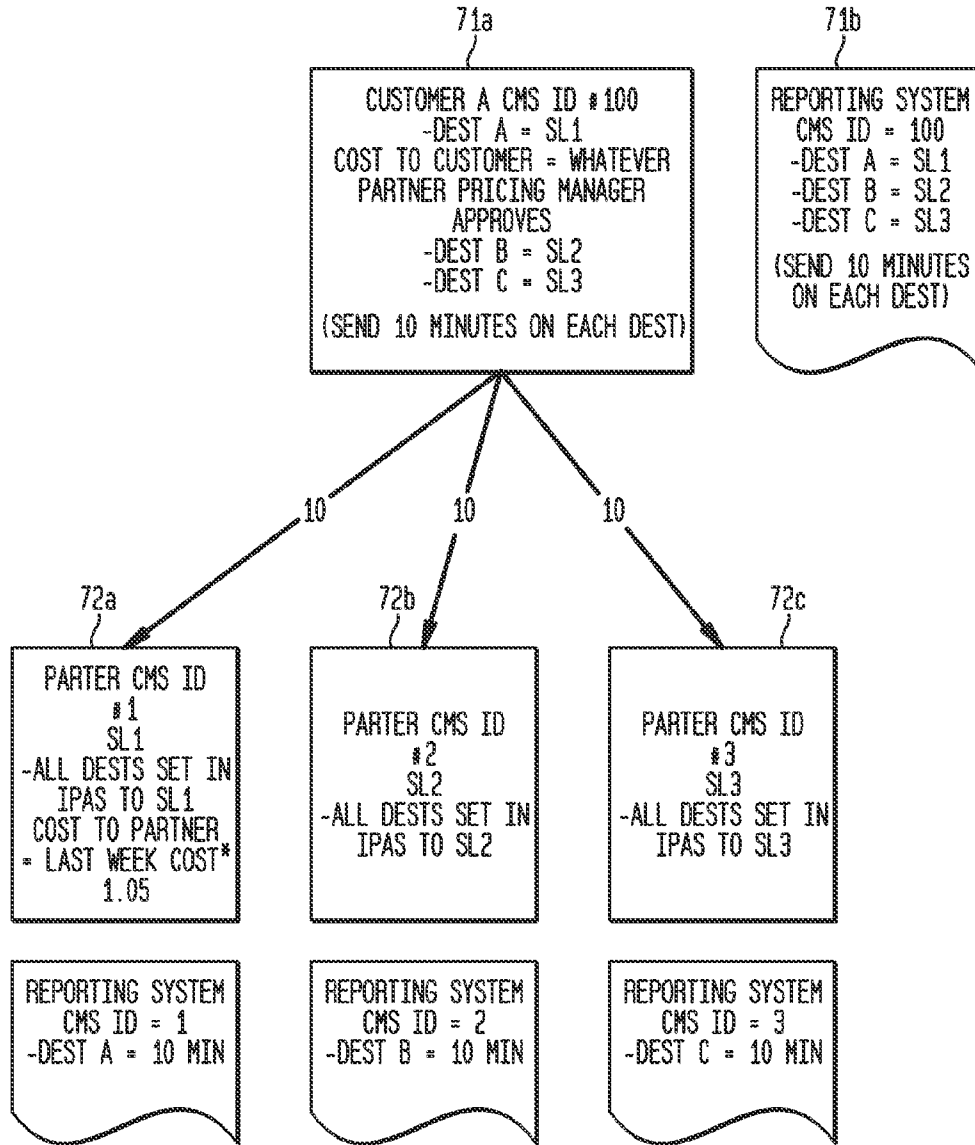 71a
CUSTOMER A CMS ID #100
-DEST A = SL1
COST TO CUSTOMER = WHATEVER
PARTNER PRICING MANAGER
APPROVES
-DEST B = SL2
-DEST C = SL3
(SEND 10 MINUTES ON EACH DEST)
71b
REPORTING SYSTEM
CMS ID = 100
-DEST A = SL1
-DEST B = SL2
-DEST C = SL3
(SEND 10 MINUTES
ON EACH DEST)
10
10
10
72a
PARTER CMS ID
#1
SL1
-ALL DESTS SET IN
IPAS TO SL1
COST TO PARTNER
= LAST WEEK COST*
1.05
72b
PARTER CMS ID
#2
SL2
-ALL DESTS SET IN
IPAS TO SL2
72c
PARTER CMS ID
#3
SL3
-ALL DESTS SET IN
IPAS TO SL3
REPORTING SYSTEM
CMS ID = 1
-DEST A = 10 MIN
REPORTING SYSTEM
CMS ID = 2
-DEST B = 10 MIN
REPORTING SYSTEM
CMS ID = 3
-DEST C = 10 MIN